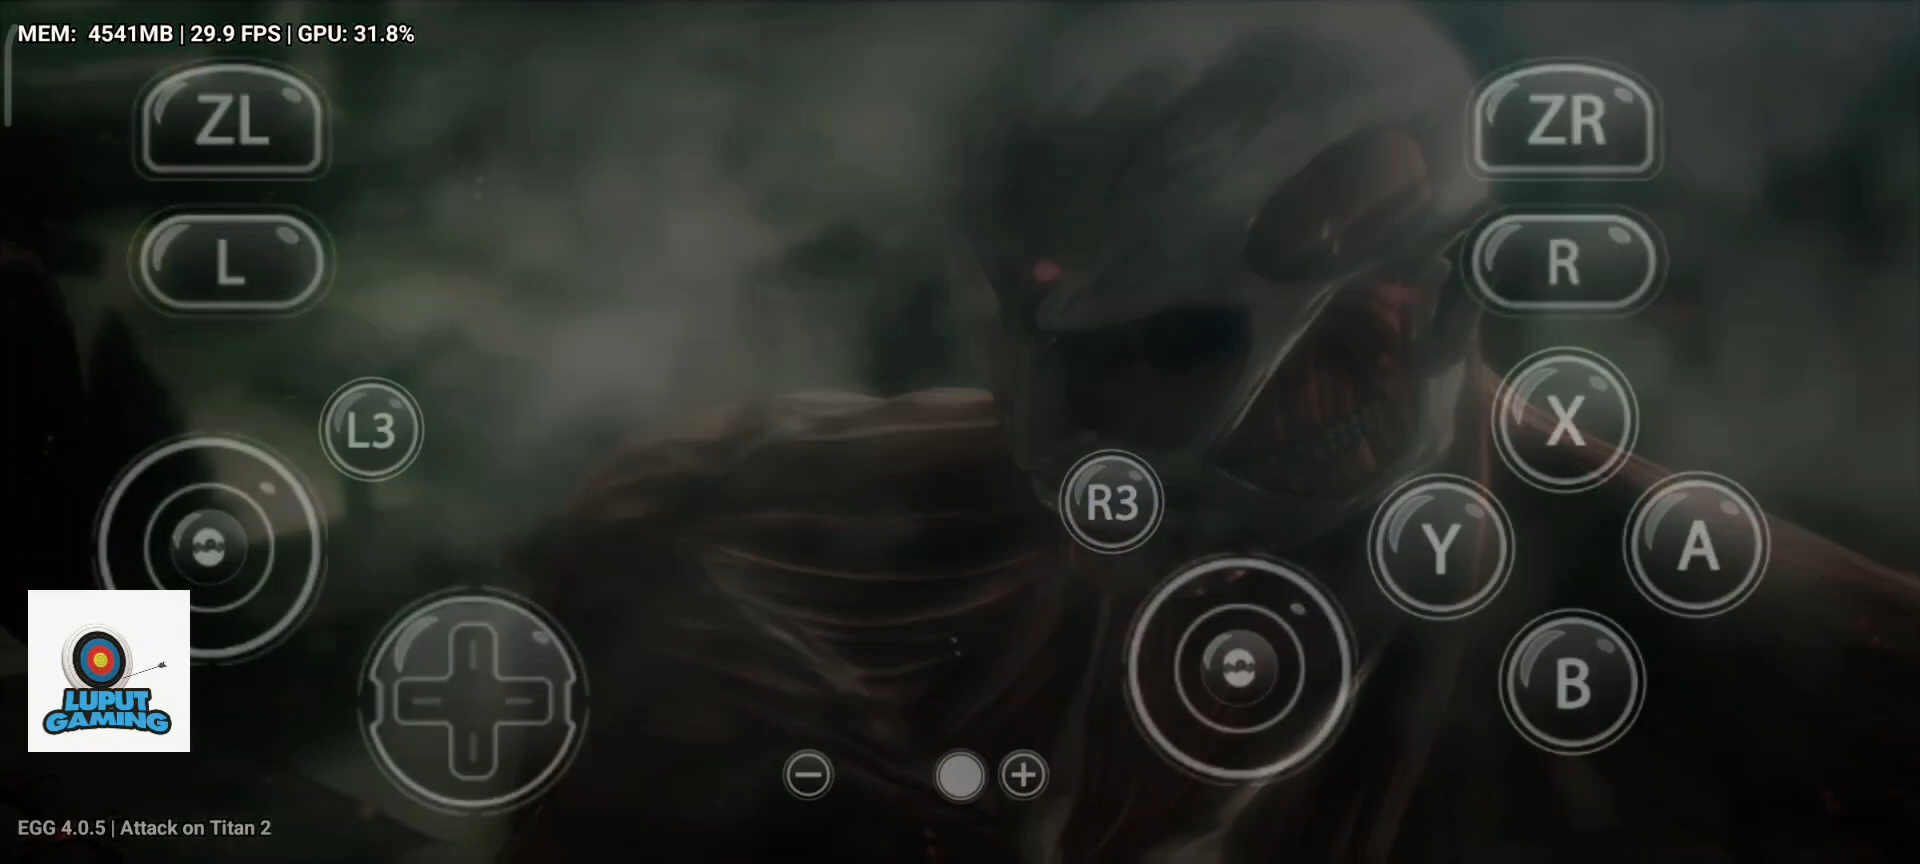 MEM: 4541MB | 29.9 FPS | GPU: 31.8%
ZL
ZR
L
R
L3
X
R3
Y
A
B
LUPUT
GAMING
EGG 4.0.5 | Attack on Titan 2